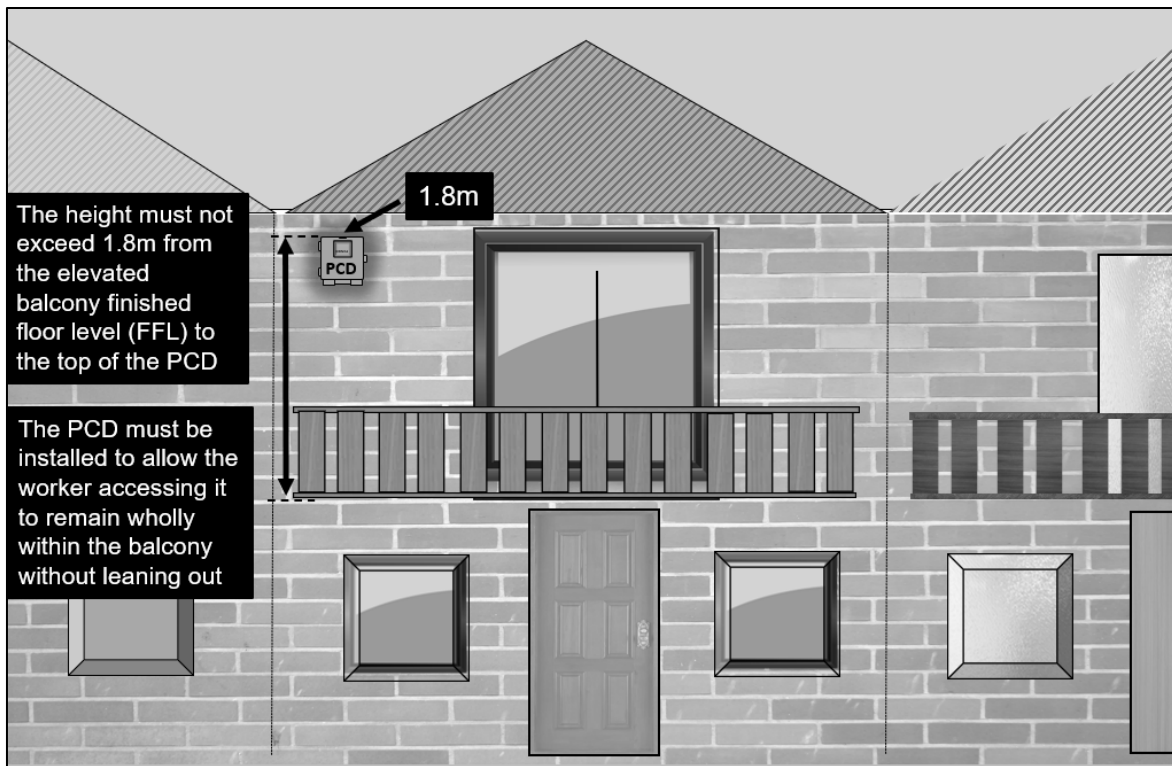 1.8m
The height must not
exceed 1.8m from
the elevated
balcony finished
floor level (FFL) to
the top of the PCD
PCD
The PCD must be
installed to allow the
worker accessing it
to remain wholly
within the balcony
without leaning out